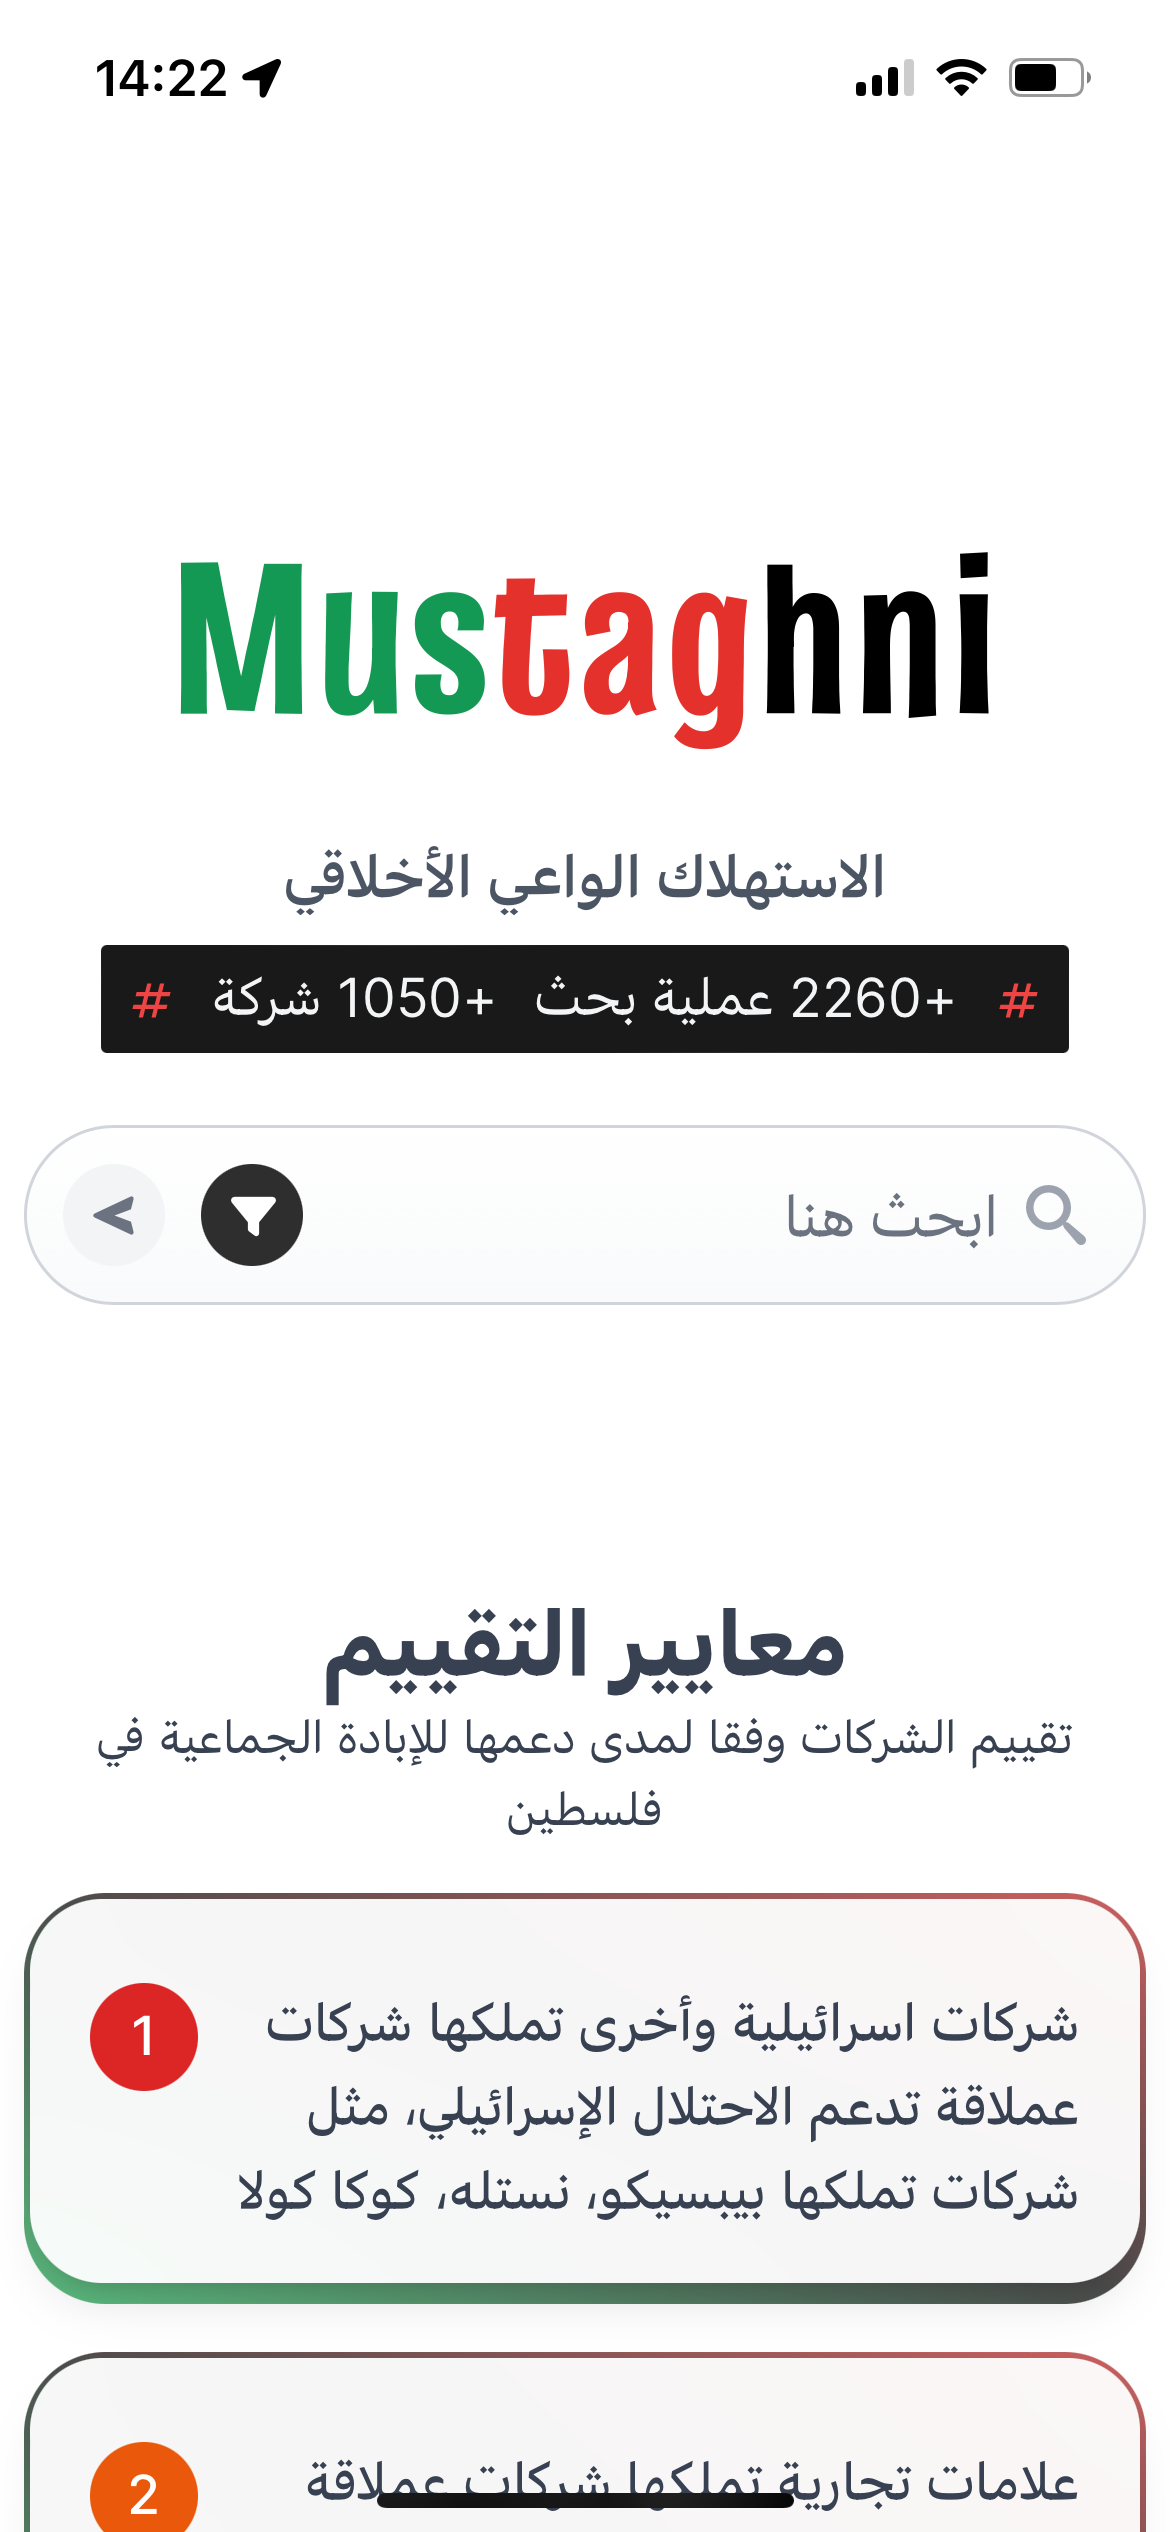 14:22
Mustaghni
الاستهلاك الواعي الأخلاقي
# +2260 عملية بحث +1050 شركة #
ابحث هنا
معايير التقييم
تقييم الشركات وفقا لمدى دعمها للإبادة الجماعية في
فلسطين
شركات اسرائيلية وأخرى تملكها شركات
1
عملاقة تدعم الاحتلال الإسرائيلي، مثل
شركات تملكها بيبسيكو، نستله، كوكا كولا
علامات تجارية تملكها شركات عملاقة
2